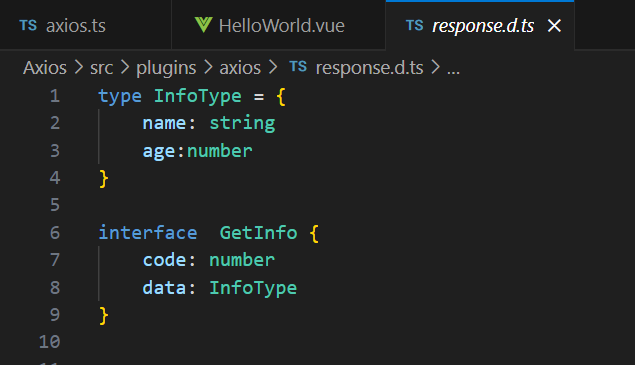 TS axios.ts HelloWorld.vue TS response.d.ts ×
Axios > src > plugins > axios > TS response.d.ts > ...
1 type InfoType = {
2     name: string
3     age:number
4 }
5
6 interface  GetInfo {
7     code: number
8     data: InfoType
9 }
10